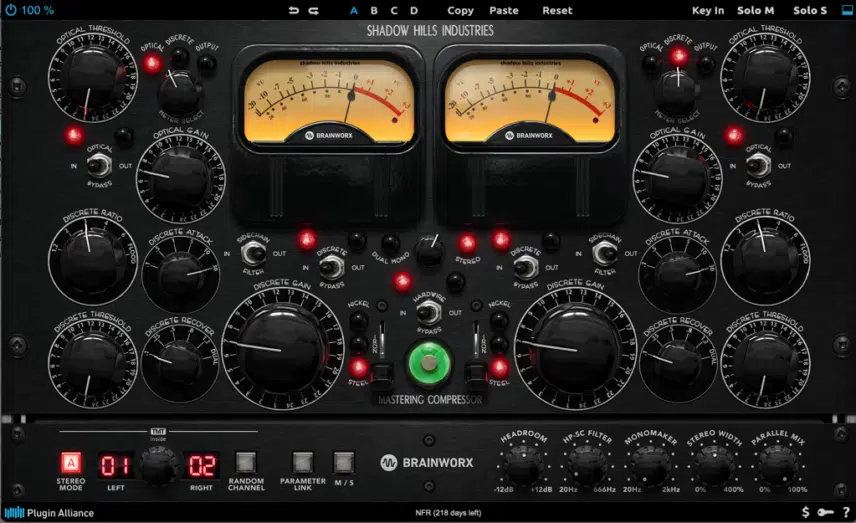 100 %
A B C D Copy Paste Reset Key In Solo M Solo S
SHADOW HILLS INDUSTRIES
OPTICAL THRESHOLD
OPTICAL DISCRETE OUTPUT
METER SELECT
shadow hills industries
BRAINWORX
shadow hills industries
BRAINWORX
OPTICAL DISCRETE OUTPUT
METER SELECT
OPTICAL THRESHOLD
OPTICAL
IN OUT
BYPASS
OPTICAL GAIN
OPTICAL GAIN
OPTICAL
IN OUT
BYPASS
DISCRETE RATIO
FLOOD
DISCRETE ATTACK
SIDECHAIN
IN OUT
FILTER
DISCRETE
IN OUT
BYPASS
DUAL MONO STEREO
DISCRETE
IN OUT
BYPASS
SIDECHAIN
IN OUT
FILTER
DISCRETE ATTACK
DISCRETE RATIO
FLOOD
HARDWIRE
IN OUT
BYPASS
DISCRETE THRESHOLD
DISCRETE RECOVER
DUAL
DISCRETE GAIN
NICKEL
IRON
STEEL
NICKEL
IRON
STEEL
DISCRETE GAIN
DISCRETE RECOVER
DUAL
DISCRETE THRESHOLD
MASTERING COMPRESSOR
TMT
inside
A 01 02
STEREO MODE
LEFT
RIGHT
RANDOM CHANNEL
PARAMETER LINK
M / S
BRAINWORX
HEADROOM
-12dB +12dB
HP-SC FILTER
20Hz 666Hz
MONOMAKER
20Hz 2kHz
STEREO WIDTH
0% 400%
PARALLEL MIX
0% 100%
Plugin Alliance NFR (218 days left) $ ?